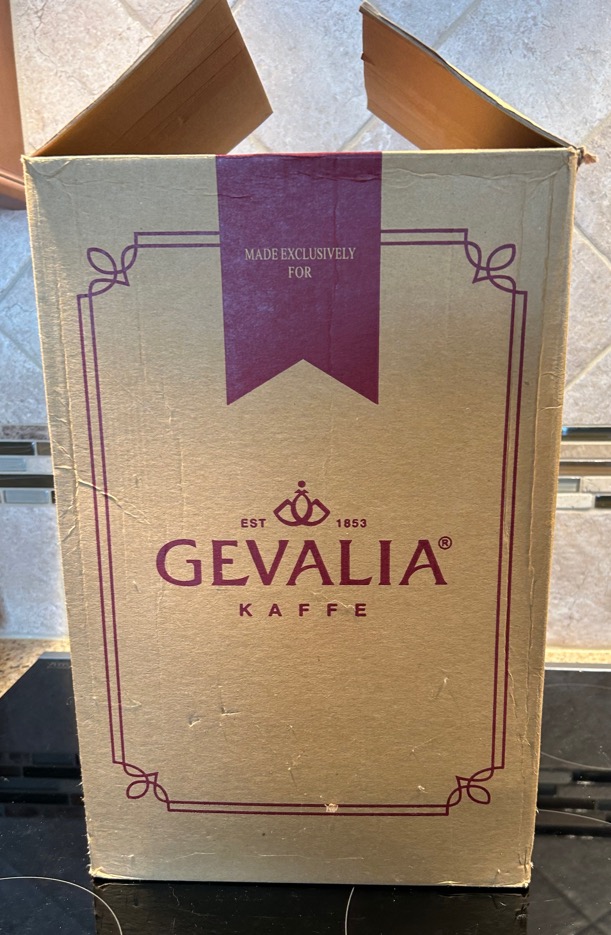 MADE EXCLUSIVELY
FOR
EST 1853
GEVALIA®
KAFFE